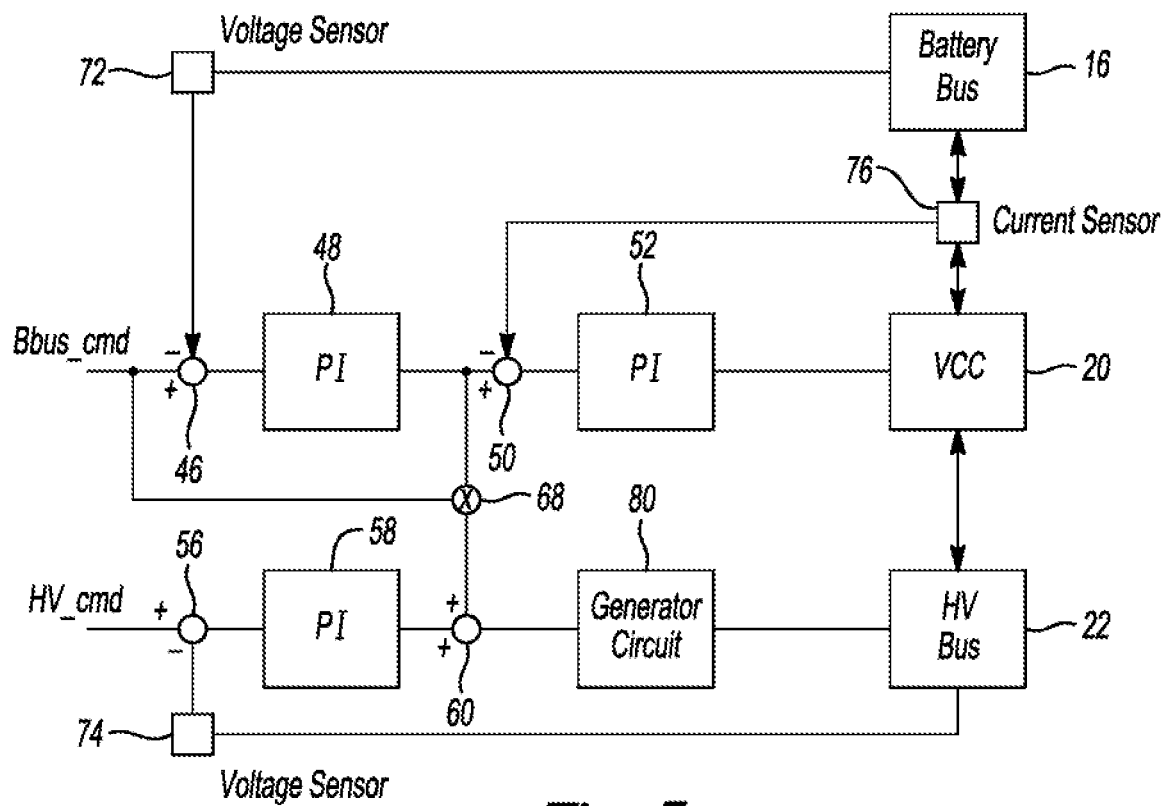 Voltage Sensor
72
Battery
Bus
16
76
Current Sensor
48
52
Bbus_cmd
−
+
PI
−
+
PI
VCC
20
46
50
X
68
56
58
80
HV_cmd
+
−
PI
+
+
Generator
Circuit
HV
Bus
22
60
74
Voltage Sensor